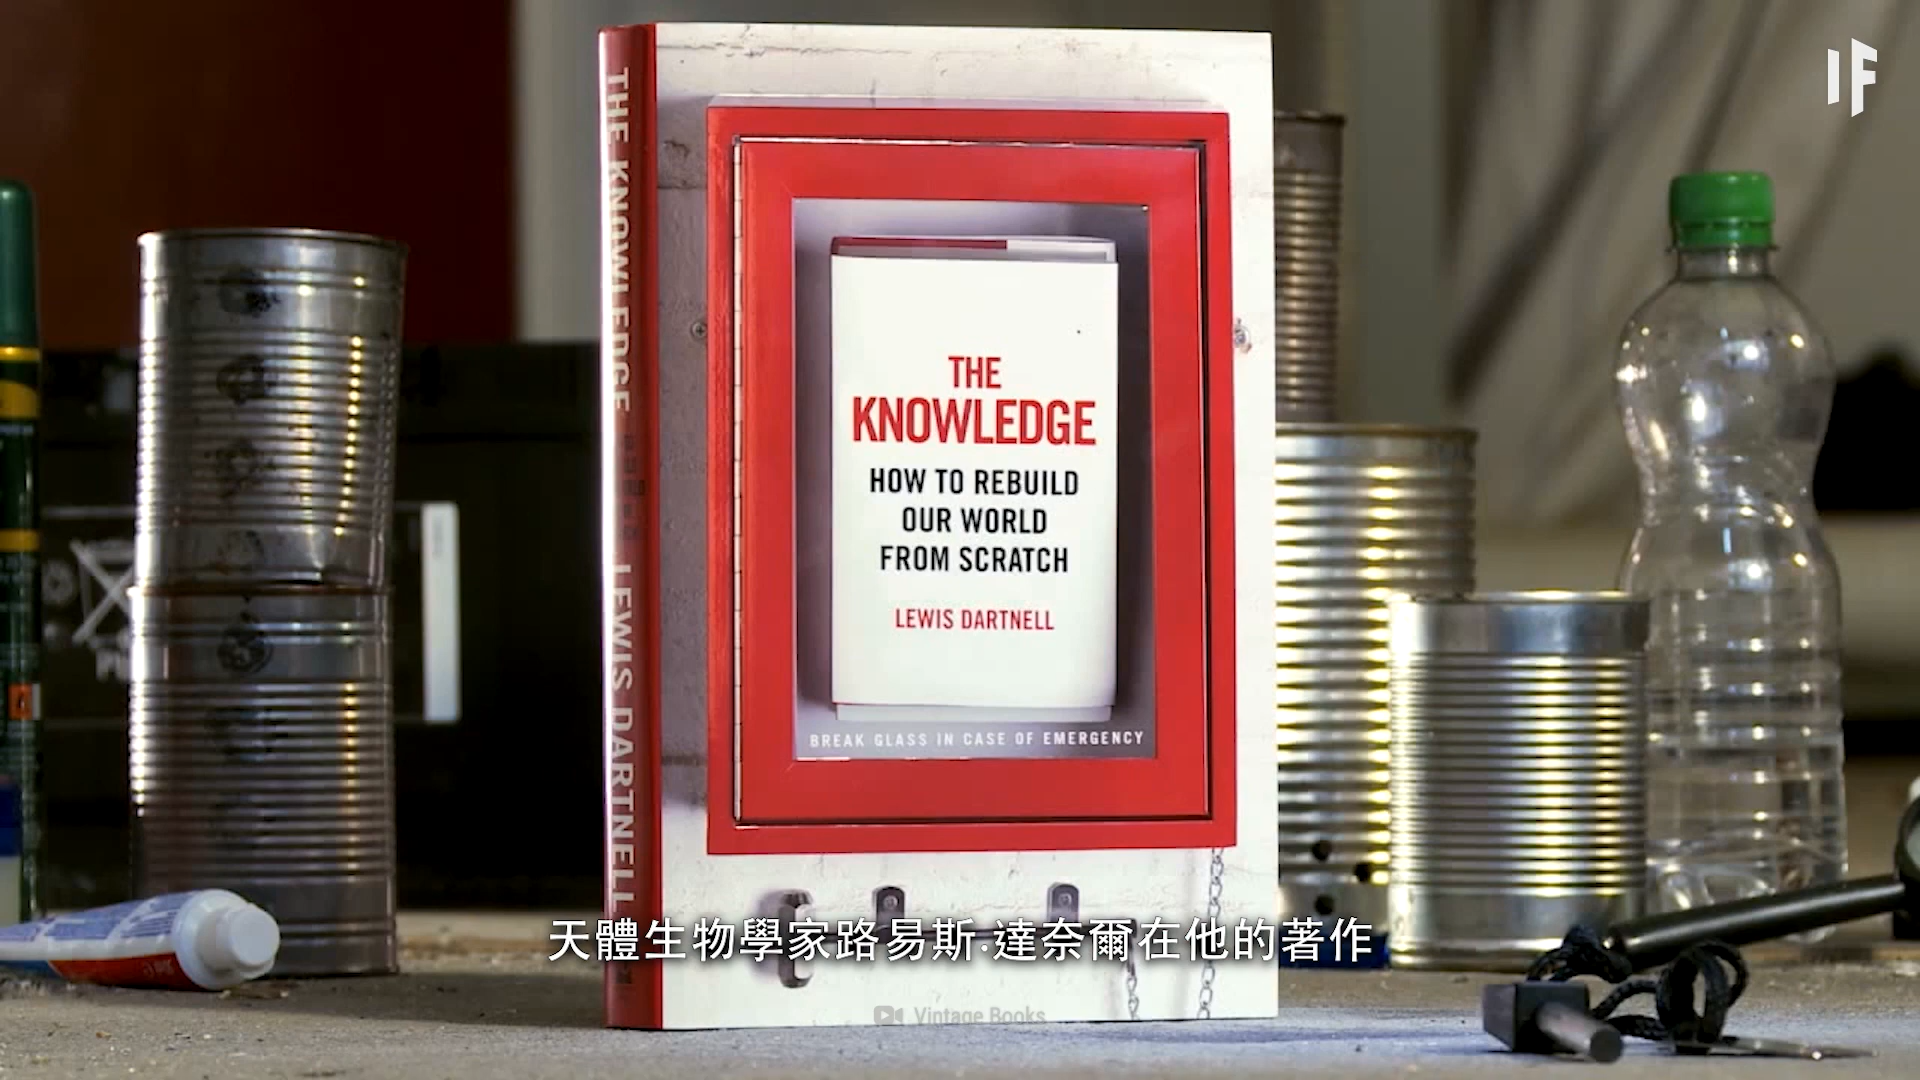 IF
THE KNOWLEDGE LEWIS DARTNELL
THE
KNOWLEDGE
HOW TO REBUILD
OUR WORLD
FROM SCRATCH
LEWIS DARTNELL
BREAK GLASS IN CASE OF EMERGENCY
天體生物學家路易斯·達奈爾在他的著作
Vintage Books